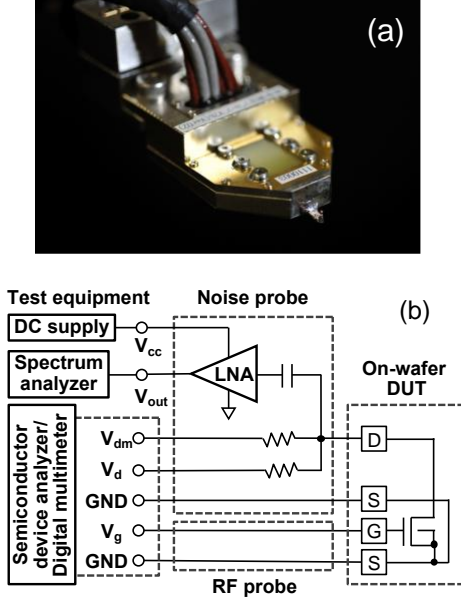 (a)
Test equipment
Noise probe
(b)
DC supply
Vcc
Spectrum
analyzer
Vout
LNA
On-wafer
DUT
Semiconductor
device analyzer/
Digital multimeter
Vdm
D
Vd
GND
S
Vg
G
GND
S
RF probe